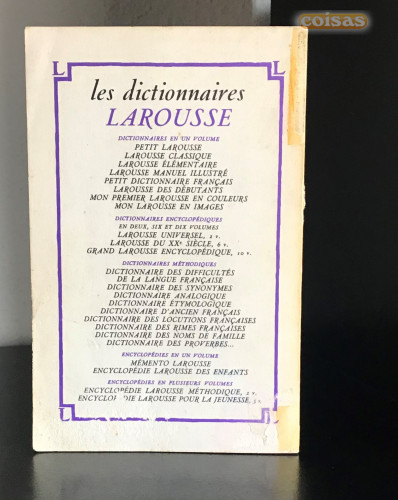 coisas
L L
les dictionnaires
LAROUSSE
DICTIONNAIRES EN UN VOLUME
PETIT LAROUSSE
LAROUSSE CLASSIQUE
LAROUSSE ÉLÉMENTAIRE
LAROUSSE MANUEL ILLUSTRÉ
PETIT DICTIONNAIRE FRANÇAIS
LAROUSSE DES DÉBUTANTS
MON PREMIER LAROUSSE EN COULEURS
MON LAROUSSE EN IMAGES
DICTIONNAIRES ENCYCLOPÉDIQUES
EN DEUX, SIX ET DIX VOLUMES
LAROUSSE UNIVERSEL, 2 v.
LAROUSSE DU XXᵉ SIÈCLE, 6 v.
GRAND LAROUSSE ENCYCLOPÉDIQUE, 10 v.
DICTIONNAIRES MÉTHODIQUES
DICTIONNAIRE DES DIFFICULTÉS
DE LA LANGUE FRANÇAISE
DICTIONNAIRE DES SYNONYMES
DICTIONNAIRE ANALOGIQUE
DICTIONNAIRE ÉTYMOLOGIQUE
DICTIONNAIRE D'ANCIEN FRANÇAIS
DICTIONNAIRE DES LOCUTIONS FRANÇAISES
DICTIONNAIRE DES RIMES FRANÇAISES
DICTIONNAIRE DES NOMS DE FAMILLE
DICTIONNAIRE DES PROVERBES...
ENCYCLOPÉDIES EN UN VOLUME
MÉMENTO LAROUSSE
ENCYCLOPÉDIE LAROUSSE DES ENFANTS
ENCYCLOPÉDIES EN PLUSIEURS VOLUMES
ENCYCLOPÉDIE LAROUSSE MÉTHODIQUE, 2 v.
LAROUSSE POUR LA JEUNESSE,
L L